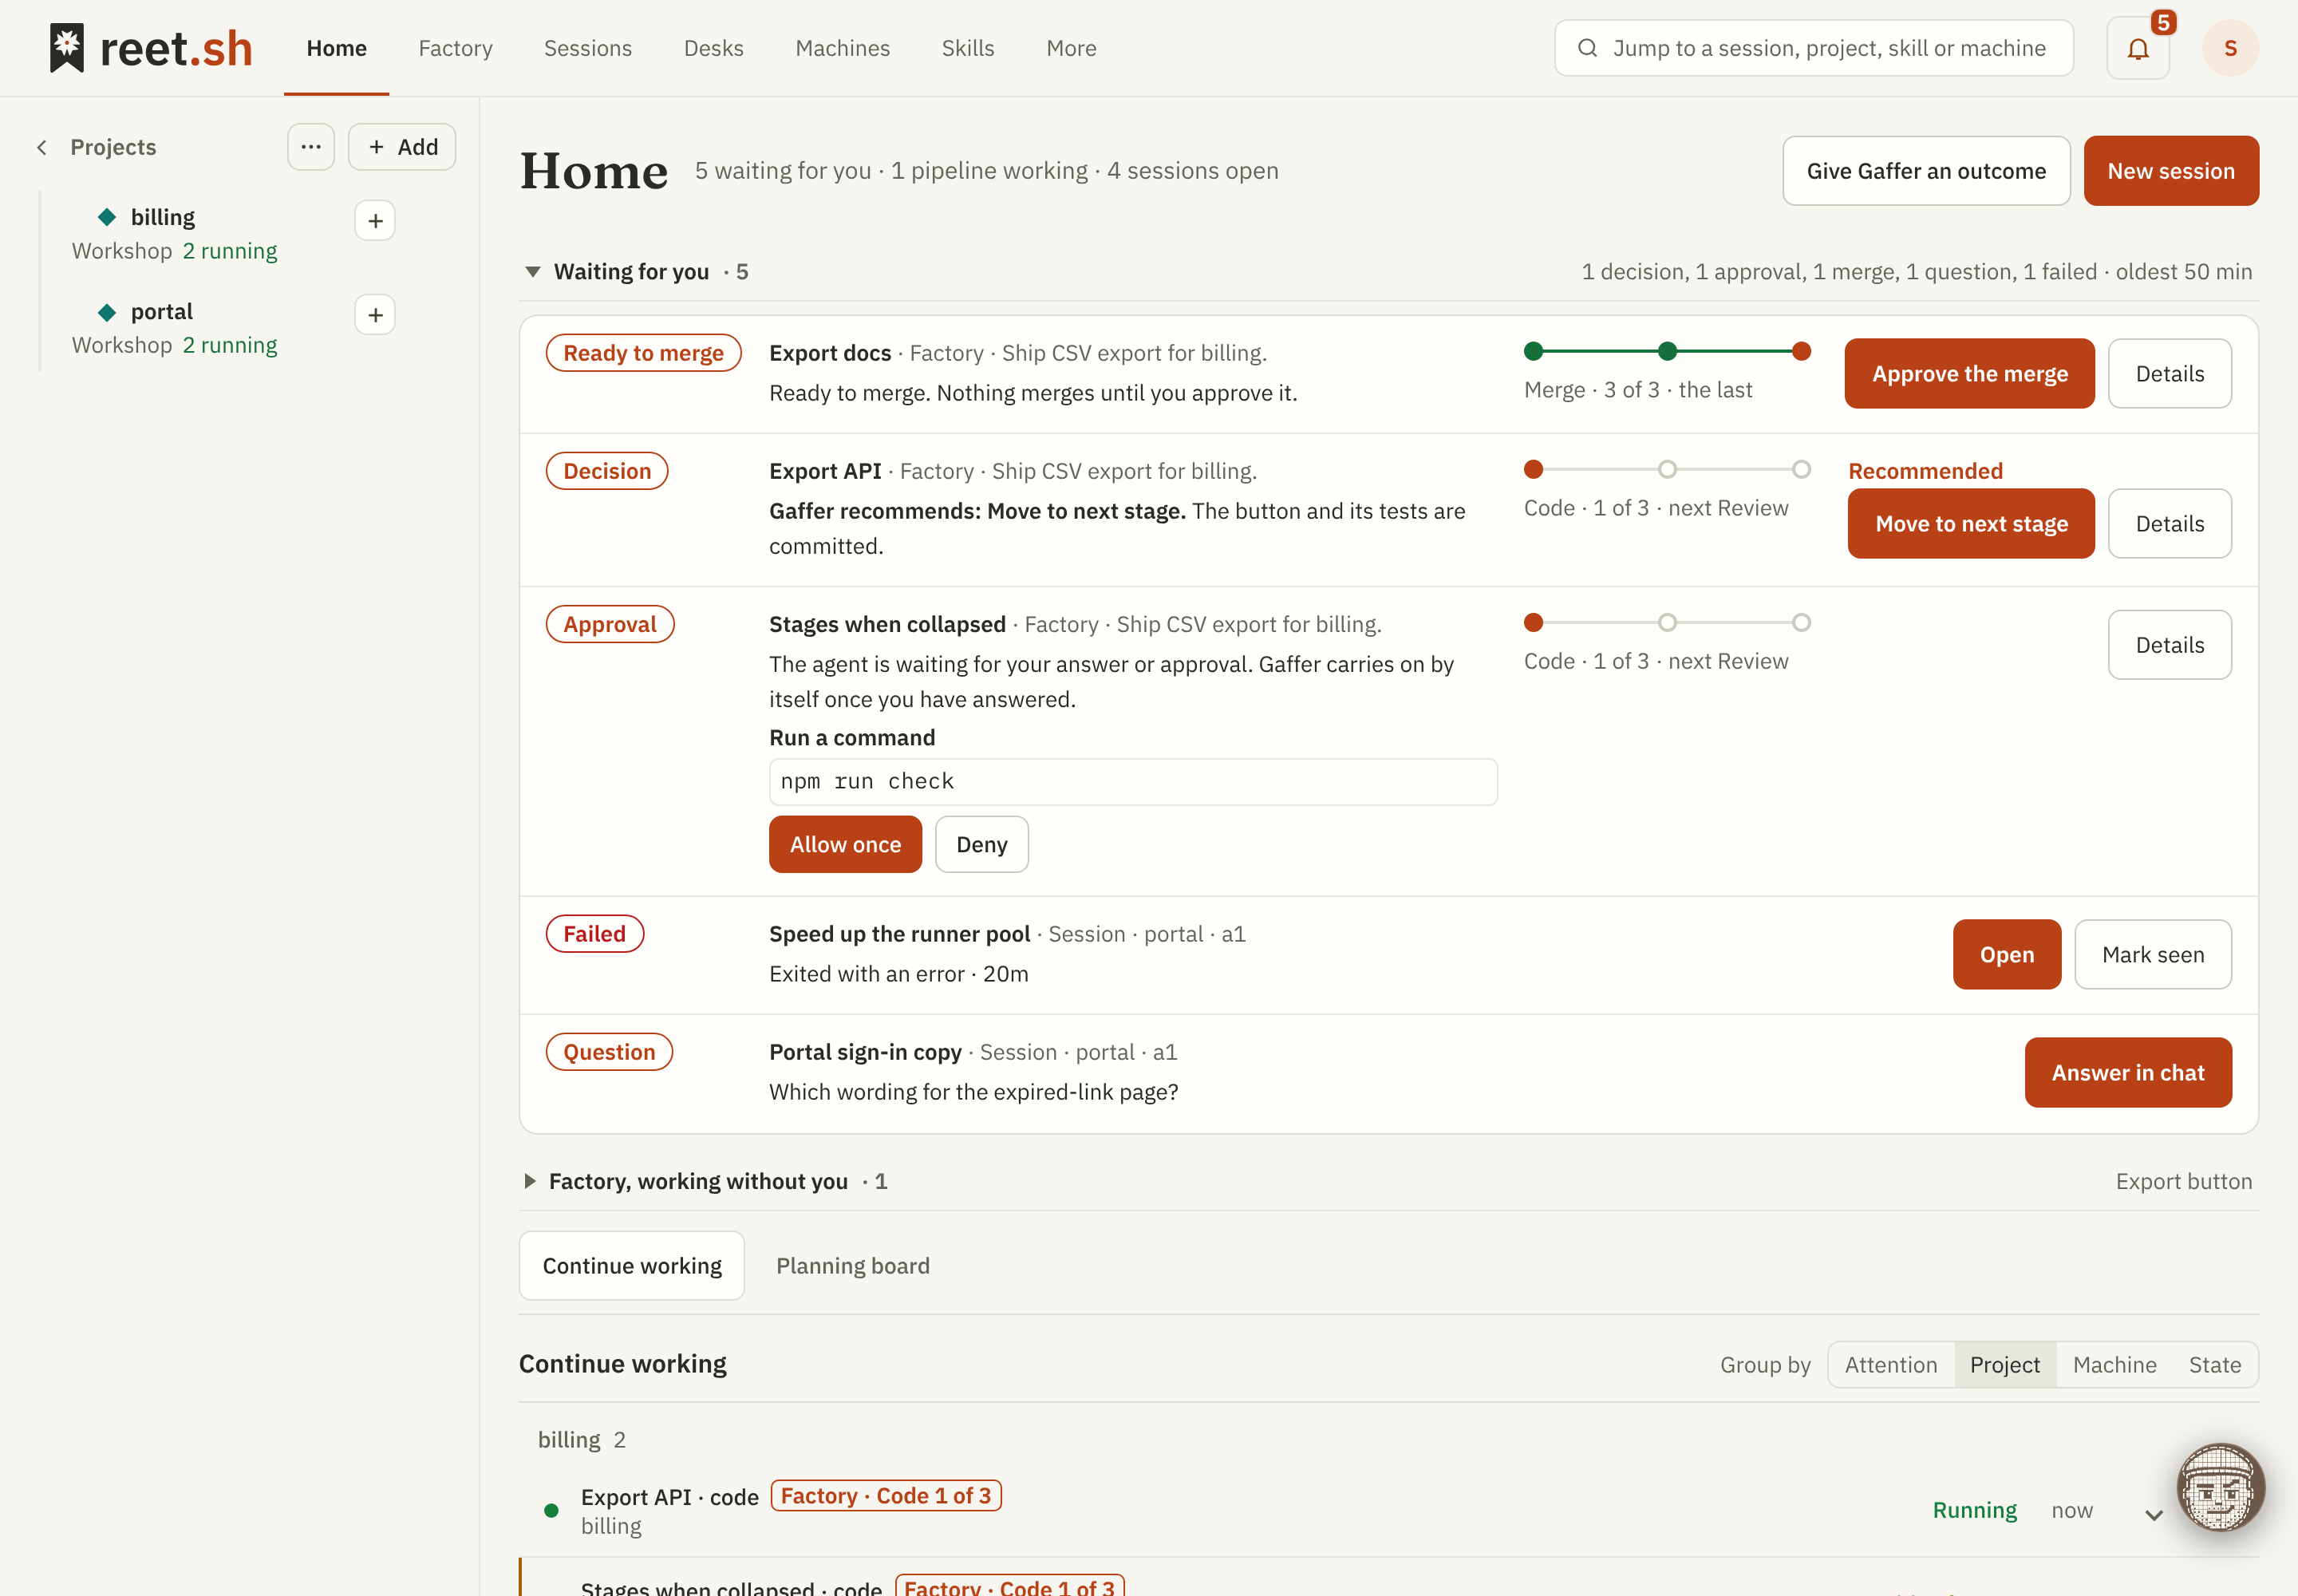 reet.sh
Home
Factory
Sessions
Desks
Machines
Skills
More
Jump to a session, project, skill or machine
5
S
Projects
Add
billing
Workshop 2 running
portal
Workshop 2 running
Home
5 waiting for you · 1 pipeline working · 4 sessions open
Give Gaffer an outcome
New session
Waiting for you · 5
1 decision, 1 approval, 1 merge, 1 question, 1 failed · oldest 50 min
Ready to merge
Export docs · Factory · Ship CSV export for billing.
Ready to merge. Nothing merges until you approve it.
Merge · 3 of 3 · the last
Approve the merge
Details
Decision
Export API · Factory · Ship CSV export for billing.
Gaffer recommends: Move to next stage. The button and its tests are
committed.
Code · 1 of 3 · next Review
Recommended
Move to next stage
Details
Approval
Stages when collapsed · Factory · Ship CSV export for billing.
The agent is waiting for your answer or approval. Gaffer carries on by
itself once you have answered.
Run a command
npm run check
Allow once
Deny
Code · 1 of 3 · next Review
Details
Failed
Speed up the runner pool · Session · portal · a1
Exited with an error · 20m
Open
Mark seen
Question
Portal sign-in copy · Session · portal · a1
Which wording for the expired-link page?
Answer in chat
Factory, working without you · 1
Export button
Continue working
Planning board
Continue working
Group by
Attention
Project
Machine
State
billing 2
Export API · code
Factory · Code 1 of 3
billing
Running
now
Stages when collapsed · code
Factory · Code 1 of 3